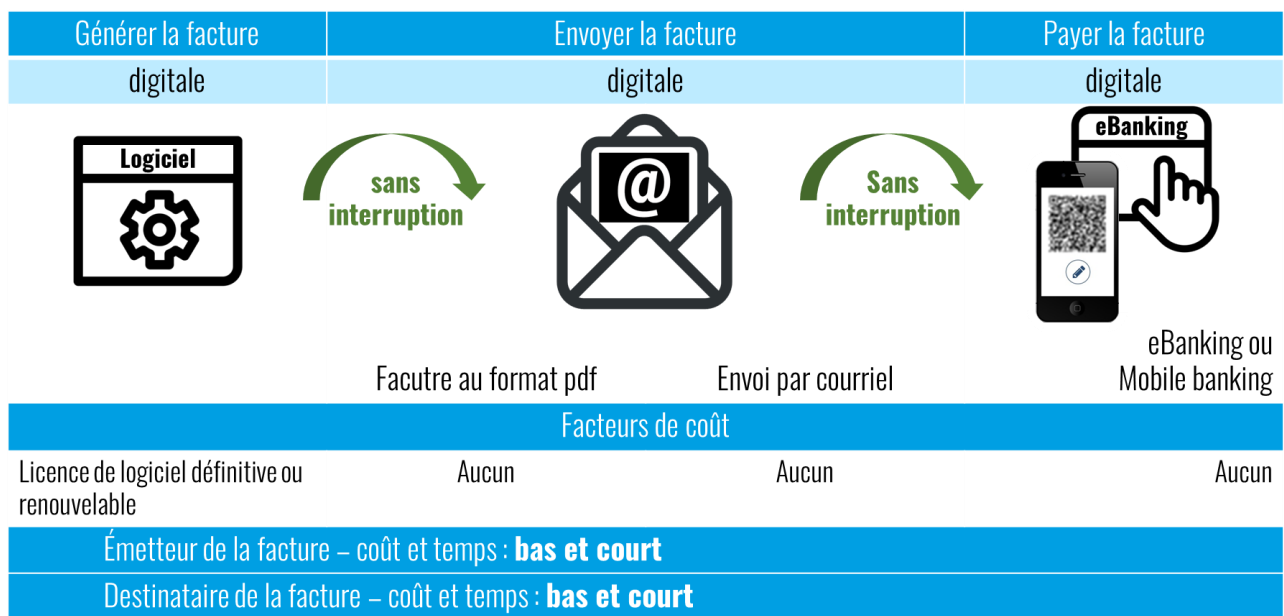 Générer la facture
Envoyer la facture
Payer la facture
digitale
digitale
digitale
Logiciel
sans
interruption
@
Sans
interruption
eBanking
Facutre au format pdf
Envoi par courriel
eBanking ou
Mobile banking
Facteurs de coût
Licence de logiciel définitive ou
renouvelable
Aucun
Aucun
Aucun
Émetteur de la facture – coût et temps : bas et court
Destinataire de la facture – coût et temps : bas et court